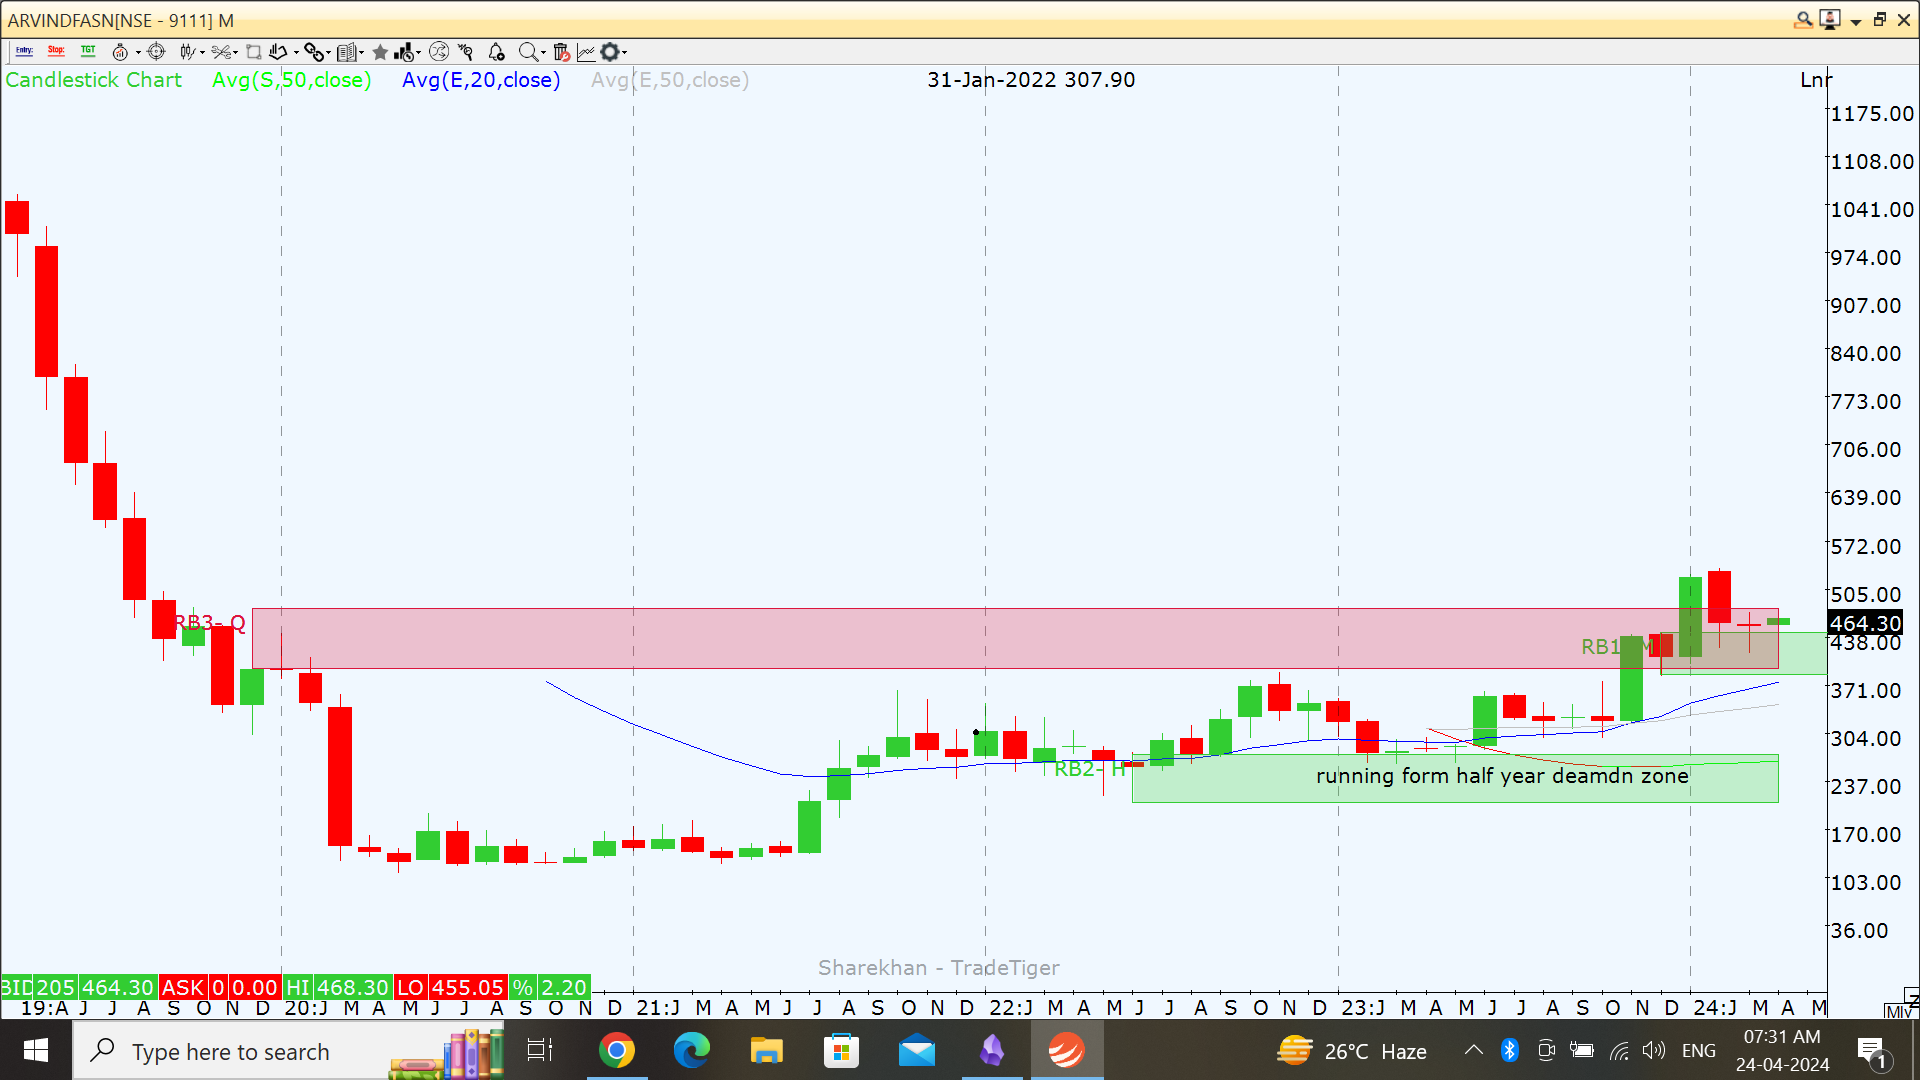 ARVINDFASN[NSE - 9111] M
Entry: Stop: TGT
Candlestick Chart Avg(S,50,close) Avg(E,20,close) Avg(E,50,close) 31-Jan-2022 307.90 Lnr
1175.00
1108.00
1041.00
974.00
907.00
840.00
773.00
706.00
639.00
572.00
505.00
RB3- Q
464.30
438.00
RB1- M
371.00
304.00
RB2- H
running form half year deamdn zone
237.00
170.00
103.00
36.00
Sharekhan - TradeTiger
BID 205 464.30 ASK 0 0.00 HI 468.30 LO 455.05 % 2.20
19:A J J A S O N D 20:J M A M J J A S O N D 21:J M A M J J A S O N D 22:J M A M J J A S O N D 23:J M A M J J A S O N D 24:J M A M
Mly
Z
Type here to search
26°C Haze
ENG
07:31 AM
24-04-2024
1